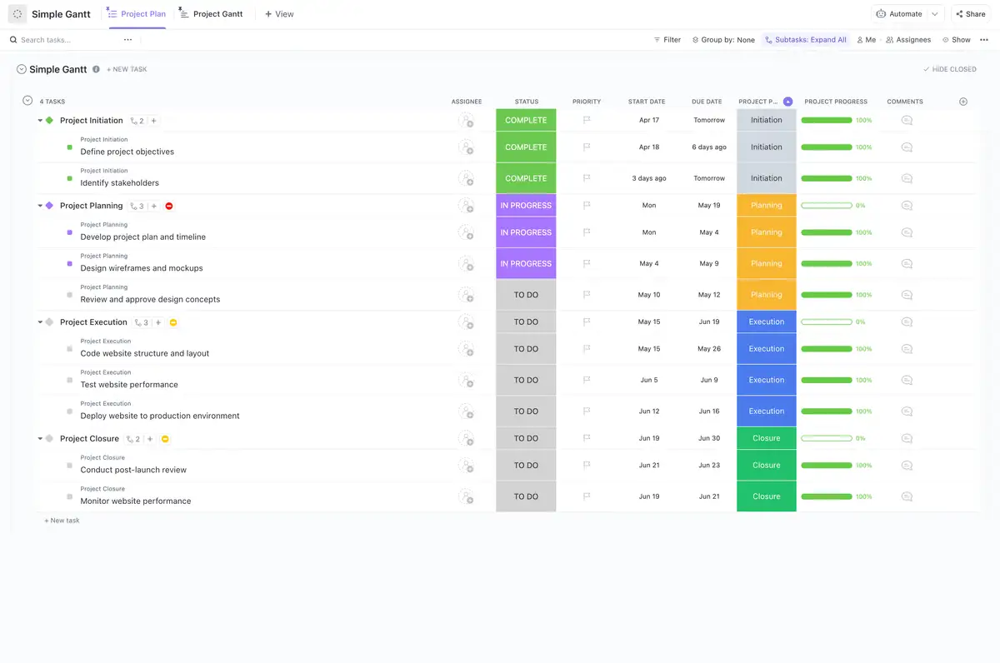 Simple Gantt Project Plan Project Gantt + View Automate Share
Search tasks... Filter Group by: None Subtasks: Expand All Me Assignees Show
Simple Gantt + NEW TASK HIDE CLOSED
4 TASKS ASSIGNEE STATUS PRIORITY START DATE DUE DATE PROJECT P... PROJECT PROGRESS COMMENTS
Project Initiation 2 + COMPLETE Apr 17 Tomorrow Initiation 100%
Project Initiation
Define project objectives COMPLETE Apr 18 6 days ago Initiation 100%
Project Initiation
Identify stakeholders COMPLETE 3 days ago Tomorrow Initiation 100%
Project Planning 3 + IN PROGRESS Mon May 19 Planning 0%
Project Planning
Develop project plan and timeline IN PROGRESS Mon May 4 Planning 100%
Project Planning
Design wireframes and mockups IN PROGRESS May 4 May 9 Planning 100%
Project Planning
Review and approve design concepts TO DO May 10 May 12 Planning 100%
Project Execution 3 + TO DO May 15 Jun 19 Execution 0%
Project Execution
Code website structure and layout TO DO May 15 May 26 Execution 100%
Project Execution
Test website performance TO DO Jun 5 Jun 9 Execution 100%
Project Execution
Deploy website to production environment TO DO Jun 12 Jun 16 Execution 100%
Project Closure 2 + TO DO Jun 19 Jun 30 Closure 0%
Project Closure
Conduct post-launch review TO DO Jun 21 Jun 23 Closure 100%
Project Closure
Monitor website performance TO DO Jun 19 Jun 21 Closure 100%
+ New task